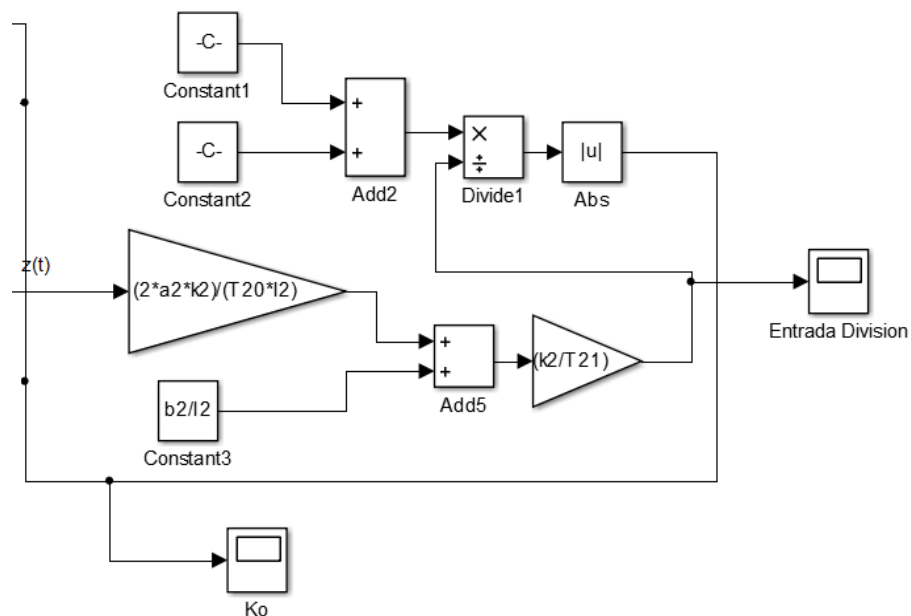 -C-
Constant1
+
+
Add2
-C-
Constant2
×
÷
Divide1
|u|
Abs
z(t)
(2*a2*k2)/(T20*I2)
Entrada Division
+
+
Add5
(k2/T21)
b2/I2
Constant3
Ko